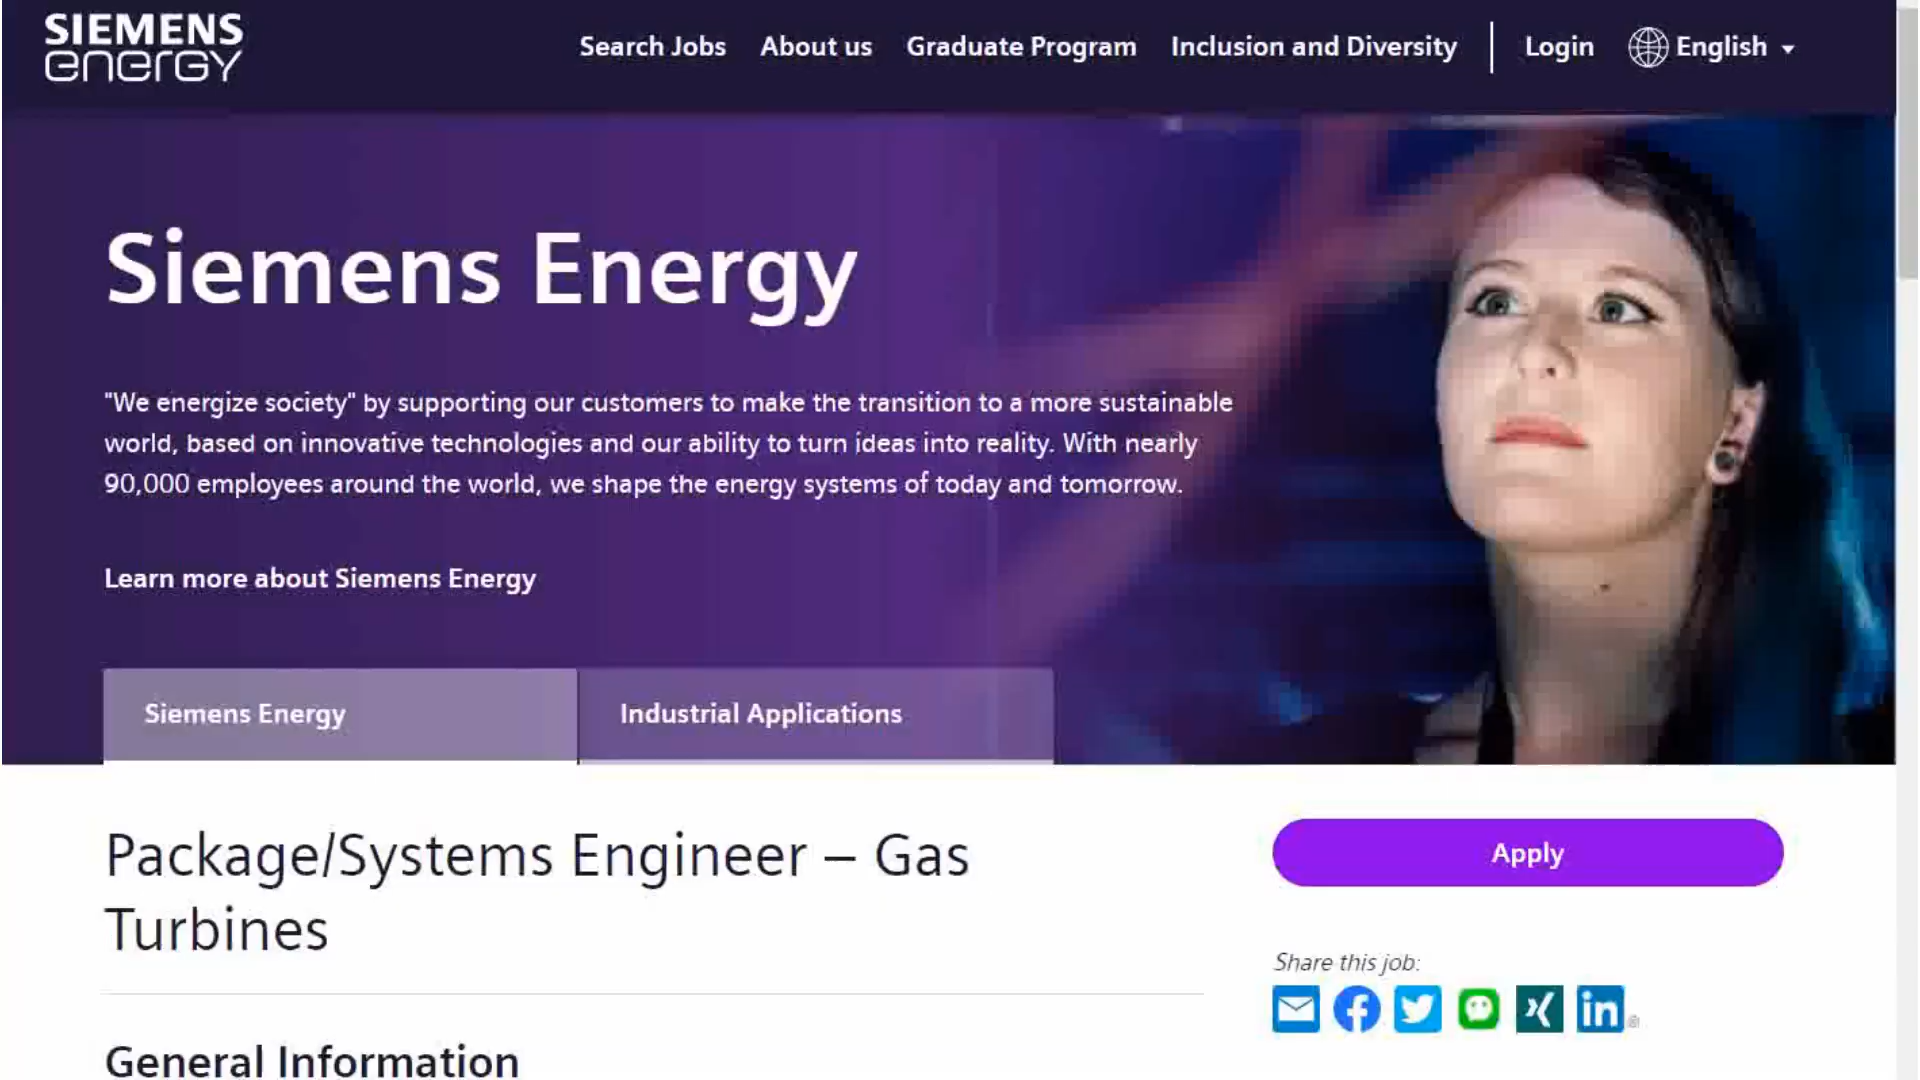 SIEMENS
energy
Search Jobs
About us
Graduate Program
Inclusion and Diversity
Login
English
Siemens Energy
"We energize society" by supporting our customers to make the transition to a more sustainable
world, based on innovative technologies and our ability to turn ideas into reality. With nearly
90,000 employees around the world, we shape the energy systems of today and tomorrow.
Learn more about Siemens Energy
Siemens Energy
Industrial Applications
Package/Systems Engineer – Gas
Turbines
Apply
Share this job:
in
General Information